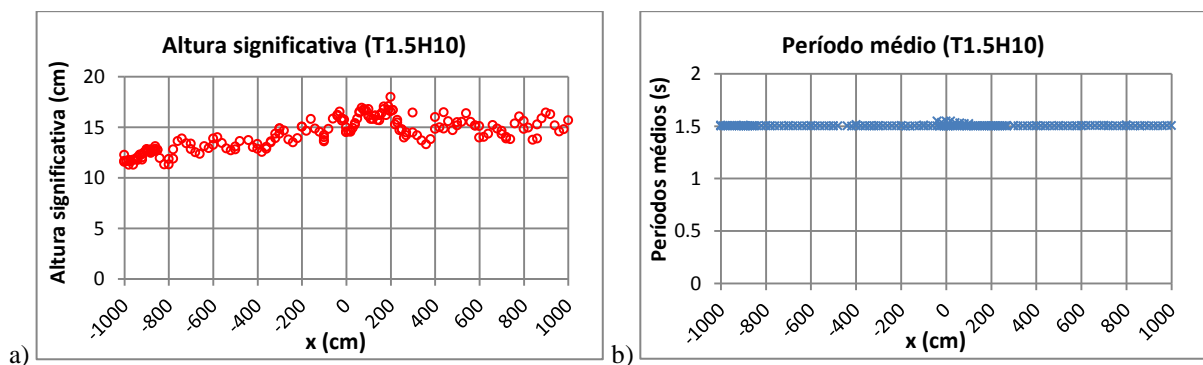 Altura significativa (T1.5H10)
Altura significativa (cm)
20
15
10
5
0
-1000 -800 -600 -400 -200 0 200 400 600 800 1000
x (cm)
a)
Período médio (T1.5H10)
Períodos médios (s)
2
1.5
1
0.5
0
-1000 -800 -600 -400 -200 0 200 400 600 800 1000
x (cm)
b)